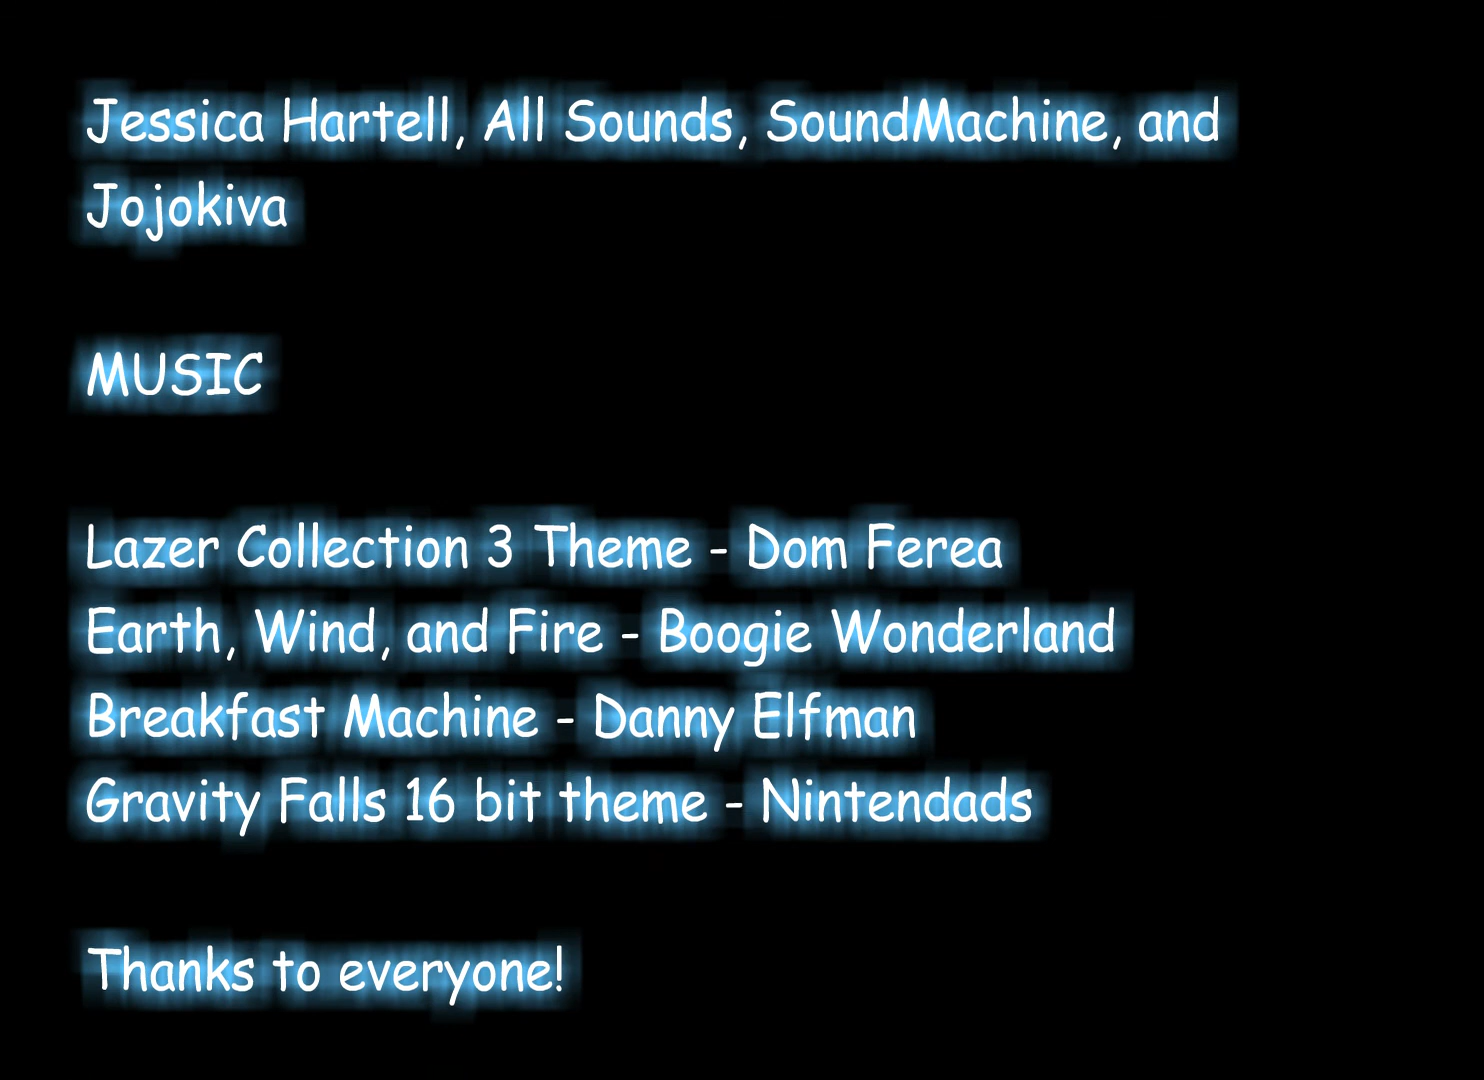 Jessica Hartell, All Sounds, SoundMachine, and
Jojokiva
MUSIC
Lazer Collection 3 Theme - Dom Ferea
Earth, Wind, and Fire - Boogie Wonderland
Breakfast Machine - Danny Elfman
Gravity Falls 16 bit theme - Nintendads
Thanks to everyone!